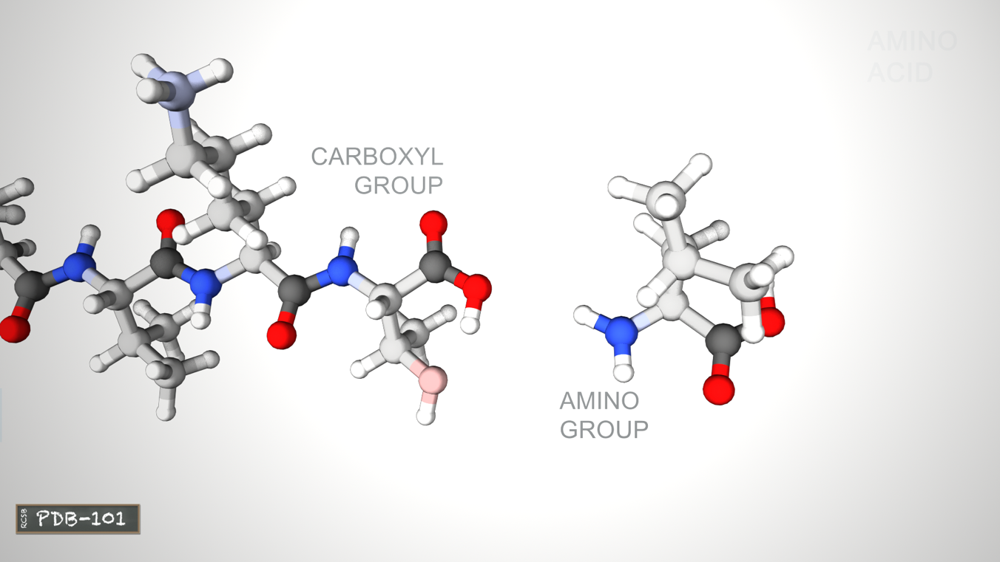 AMINO
ACID
CARBOXYL
GROUP
AMINO
GROUP
RCSB PDB-101